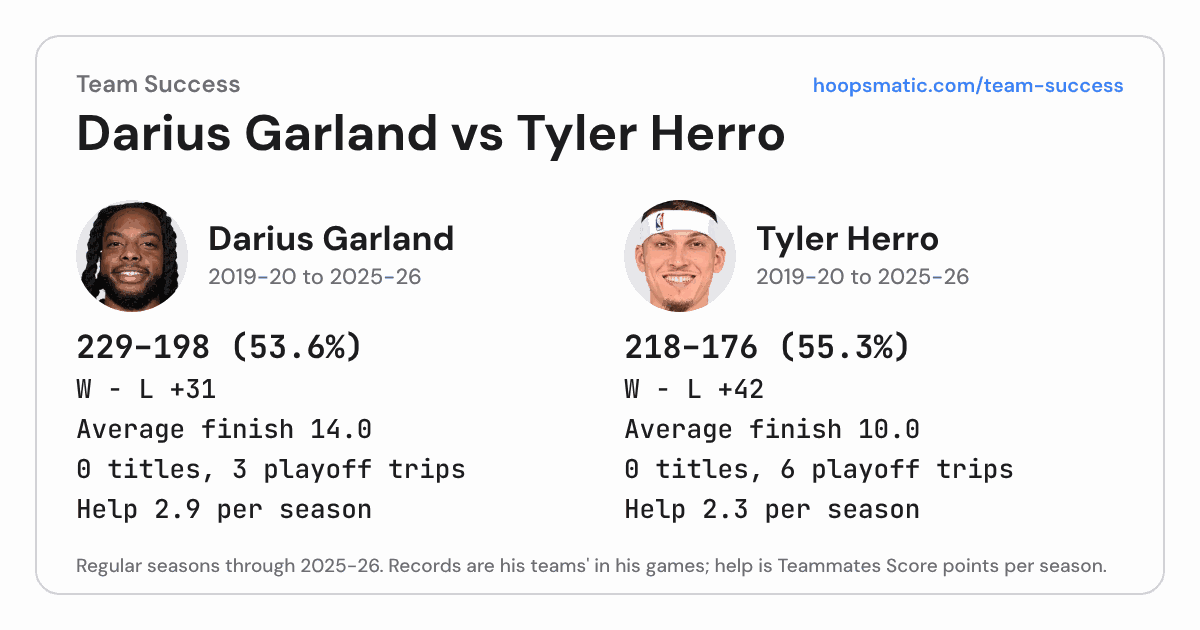 Team Success
hoopsmatic.com/team-success
Darius Garland vs Tyler Herro
Darius Garland
2019-20 to 2025-26
229-198 (53.6%)
W - L +31
Average finish 14.0
0 titles, 3 playoff trips
Help 2.9 per season
Tyler Herro
2019-20 to 2025-26
218-176 (55.3%)
W - L +42
Average finish 10.0
0 titles, 6 playoff trips
Help 2.3 per season
Regular seasons through 2025-26. Records are his teams' in his games; help is Teammates Score points per season.